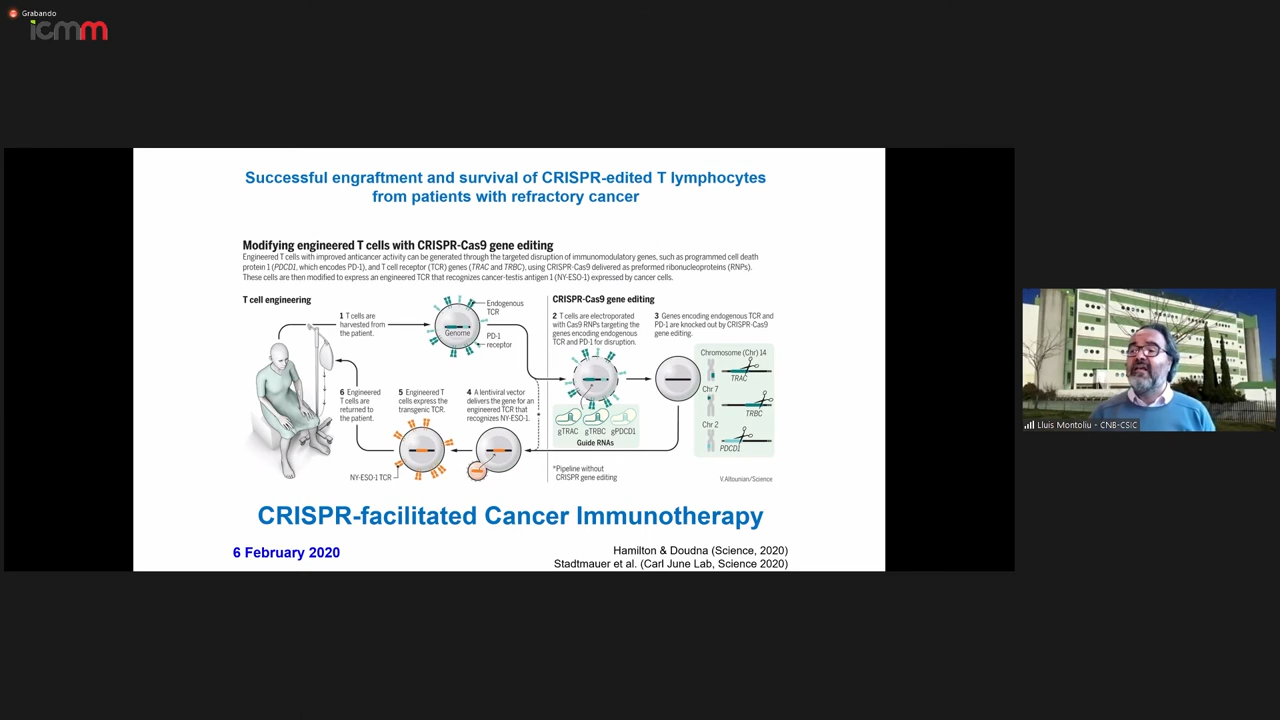 Grabando
icmm
Successful engraftment and survival of CRISPR-edited T lymphocytes
from patients with refractory cancer
Modifying engineered T cells with CRISPR-Cas9 gene editing
Engineered T cells with improved anticancer activity can be generated through the targeted disruption of immunomodulatory genes, such as programmed cell death
protein 1 (PDCD1, which encodes PD-1), and T cell receptor (TCR) genes (TRAC and TRBC), using CRISPR-Cas9 delivered as preformed ribonucleoproteins (RNPs).
These cells are then modified to express an engineered TCR that recognizes cancer-testis antigen 1 (NY-ESO-1) expressed by cancer cells.
T cell engineering
1 T cells are
harvested from
the patient.
Genome
Endogenous
TCR
PD-1
receptor
CRISPR-Cas9 gene editing
2 T cells are electroporated
with Cas9 RNPs targeting the
genes encoding endogenous
TCR and PD-1 for disruption.
3 Genes encoding endogenous TCR and
PD-1 are knocked out by CRISPR-Cas9
gene editing.
Chromosome (Chr) 14
TRAC
Chr 7
TRBC
Chr 2
PDCD1
gTRAC gTRBC gPDCD1
Guide RNAs
6 Engineered
T cells are
returned to
the patient.
5 Engineered T
cells express the
transgenic TCR.
4 A lentiviral vector
delivers the gene for an
engineered TCR that
recognizes NY-ESO-1.
*
NY-ESO-1 TCR
*Pipeline without
CRISPR gene editing
V. Altounian/Science
CRISPR-facilitated Cancer Immunotherapy
6 February 2020
Hamilton & Doudna (Science, 2020)
Stadtmauer et al. (Carl June Lab, Science 2020)
Lluis Montoliu - CNB-CSIC